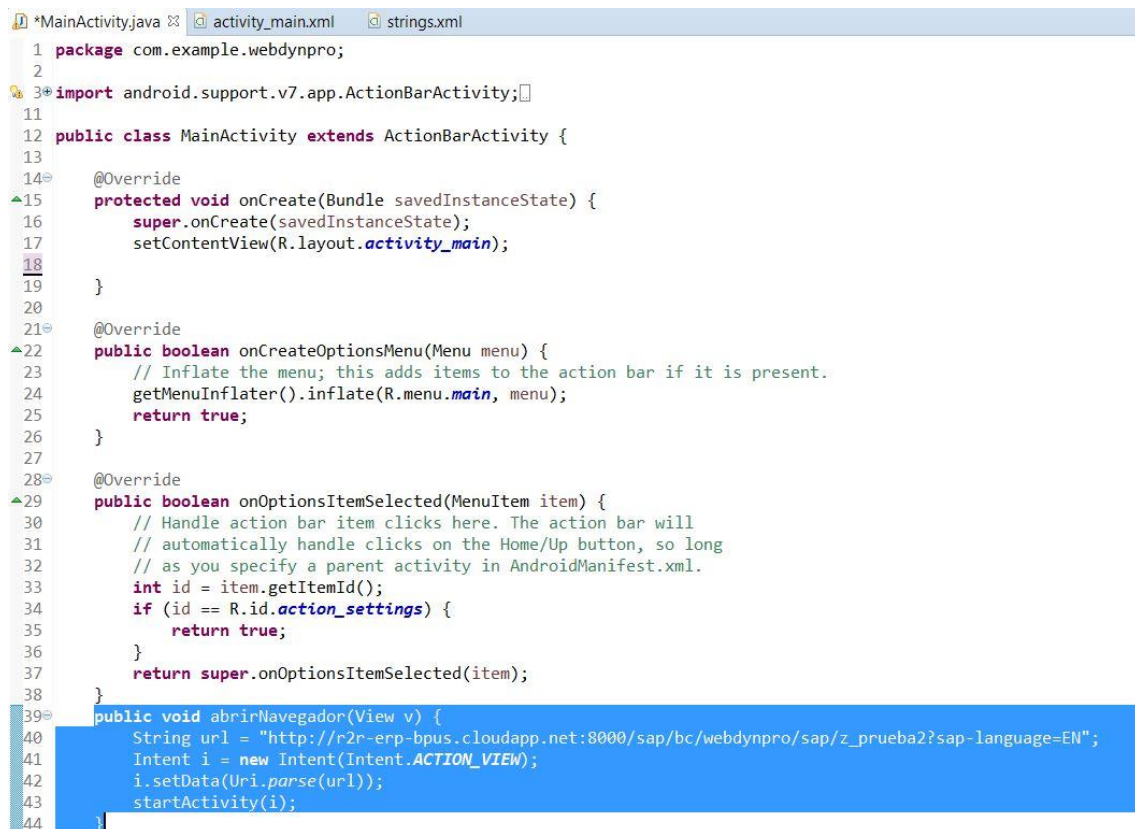 *MainActivity.java activity_main.xml strings.xml
1 package com.example.webdynpro;
2
3 import android.support.v7.app.ActionBarActivity;
11
12 public class MainActivity extends ActionBarActivity {
13
14 @Override
15 protected void onCreate(Bundle savedInstanceState) {
16 super.onCreate(savedInstanceState);
17 setContentView(R.layout.activity_main);
18
19 }
20
21 @Override
22 public boolean onCreateOptionsMenu(Menu menu) {
23 // Inflate the menu; this adds items to the action bar if it is present.
24 getMenuInflater().inflate(R.menu.main, menu);
25 return true;
26 }
27
28 @Override
29 public boolean onOptionsItemSelected(MenuItem item) {
30 // Handle action bar item clicks here. The action bar will
31 // automatically handle clicks on the Home/Up button, so long
32 // as you specify a parent activity in AndroidManifest.xml.
33 int id = item.getItemId();
34 if (id == R.id.action_settings) {
35 return true;
36 }
37 return super.onOptionsItemSelected(item);
38 }
39 public void abrirNavegador(View v) {
40 String url = "http://r2r-erp-bpus.cloudapp.net:8000/sap/bc/webdynpro/sap/z_prueba2?sap-language=EN";
41 Intent i = new Intent(Intent.ACTION_VIEW);
42 i.setData(Uri.parse(url));
43 startActivity(i);
44 }